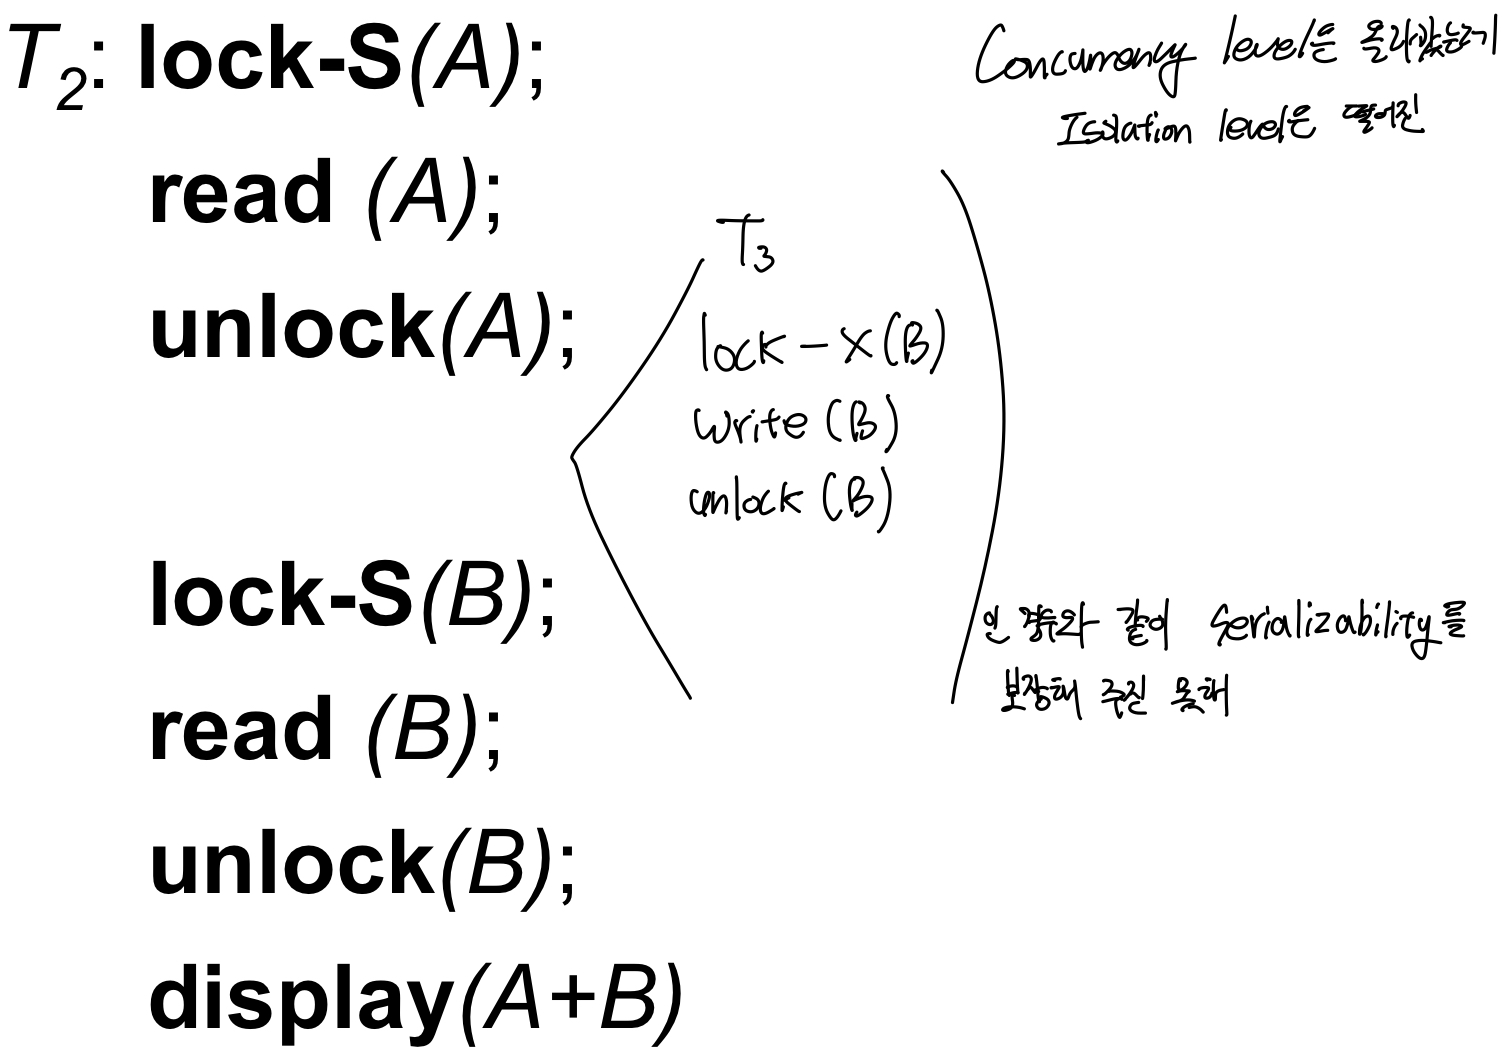 T2: lock-S(A);
read (A);
unlock(A);
lock-S(B);
read (B);
unlock(B);
display(A+B)
T3
lock-X(B)
write (B)
unlock (B)
Concurrency level은 올라갔는데
Isolation level은 떨어진
인 경우와 같이 serializability를
보장해 주질 못해